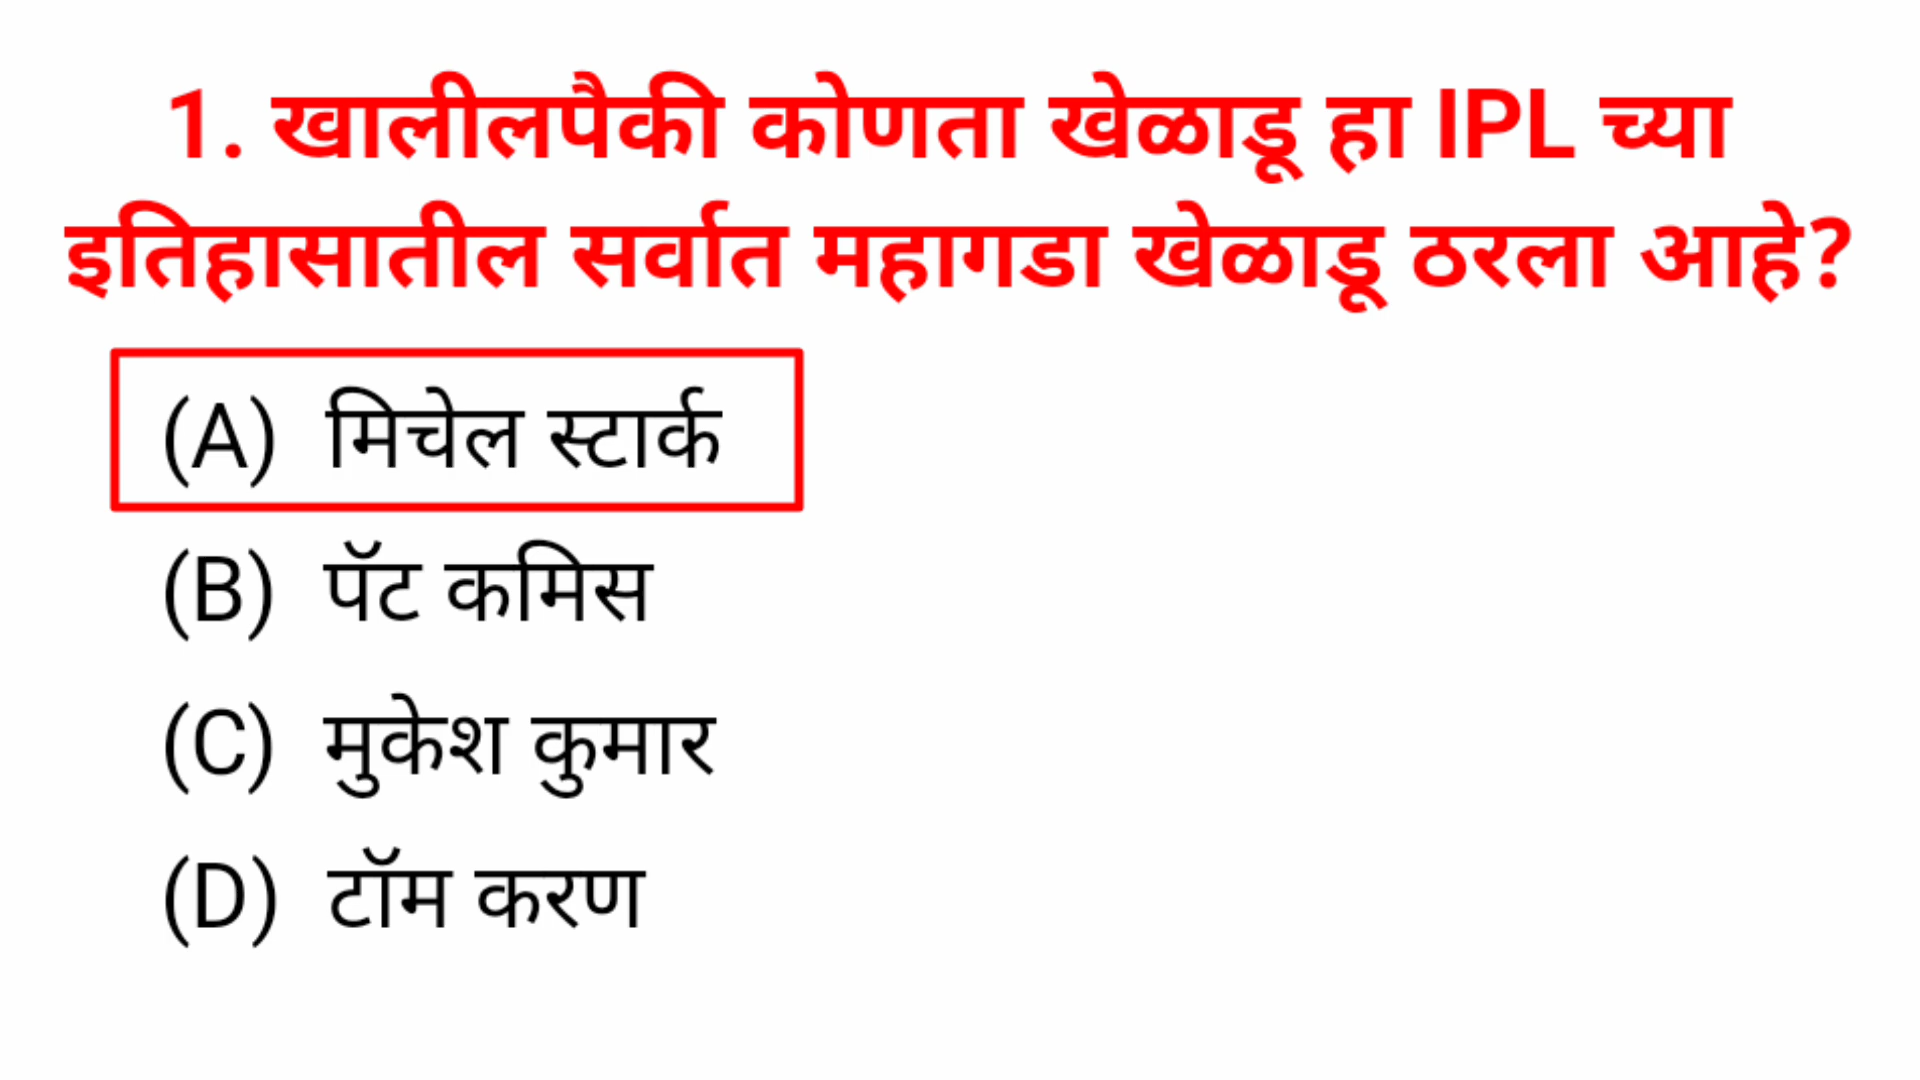 1. खालीलपैकी कोणता खेळाडू हा IPL च्या
इतिहासातील सर्वात महागडा खेळाडू ठरला आहे?
(A) मिचेल स्टार्क
(B) पॅट कमिस
(C) मुकेश कुमार
(D) टॉम करण